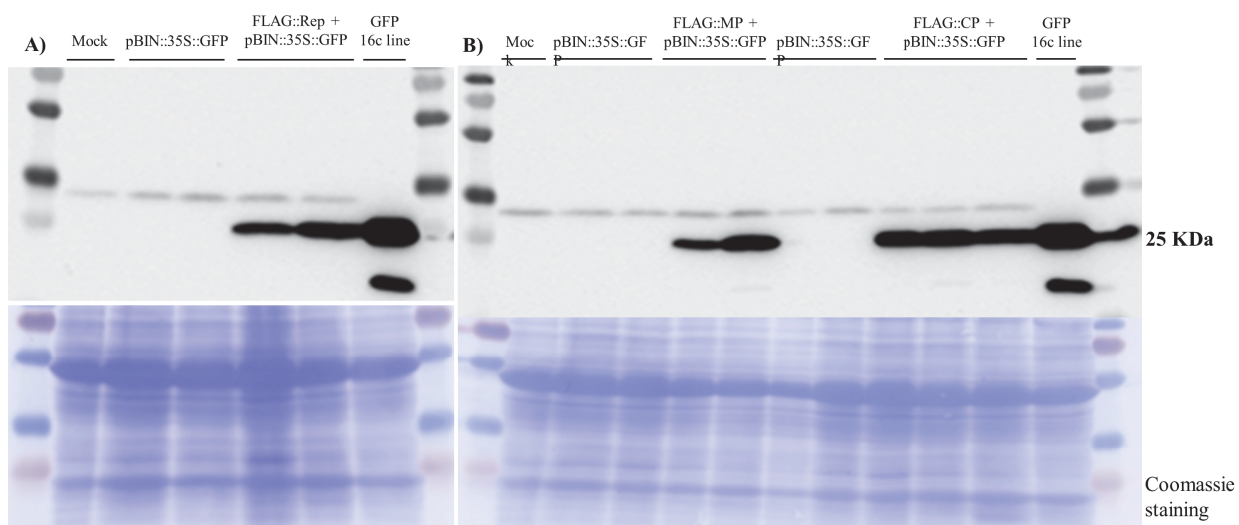 A)
Mock
pBIN::35S::GFP
FLAG::Rep +
pBIN::35S::GFP
GFP
16c line
B)
Moc
k
pBIN::35S::GF
P
FLAG::MP +
pBIN::35S::GFP
pBIN::35S::GF
P
FLAG::CP +
pBIN::35S::GFP
GFP
16c line
25 KDa
Coomassie
staining